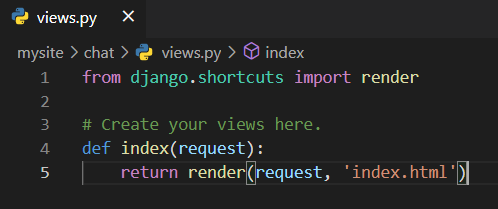 views.py
mysite > chat > views.py > index
1 from django.shortcuts import render
2
3 # Create your views here.
4 def index(request):
5     return render(request, 'index.html')